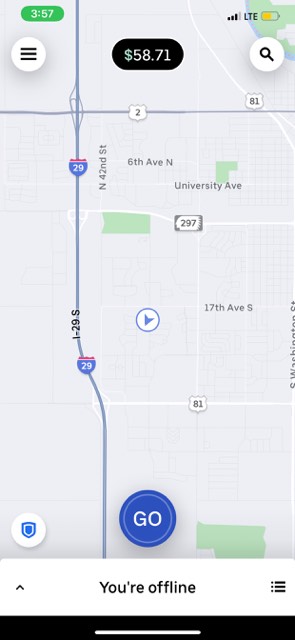 3:57
LTE
$58.71
81
2
N 42nd St
6th Ave N
29
University Ave
297
17th Ave S
I-29 S
S Washington St
29
81
GO
You're offline